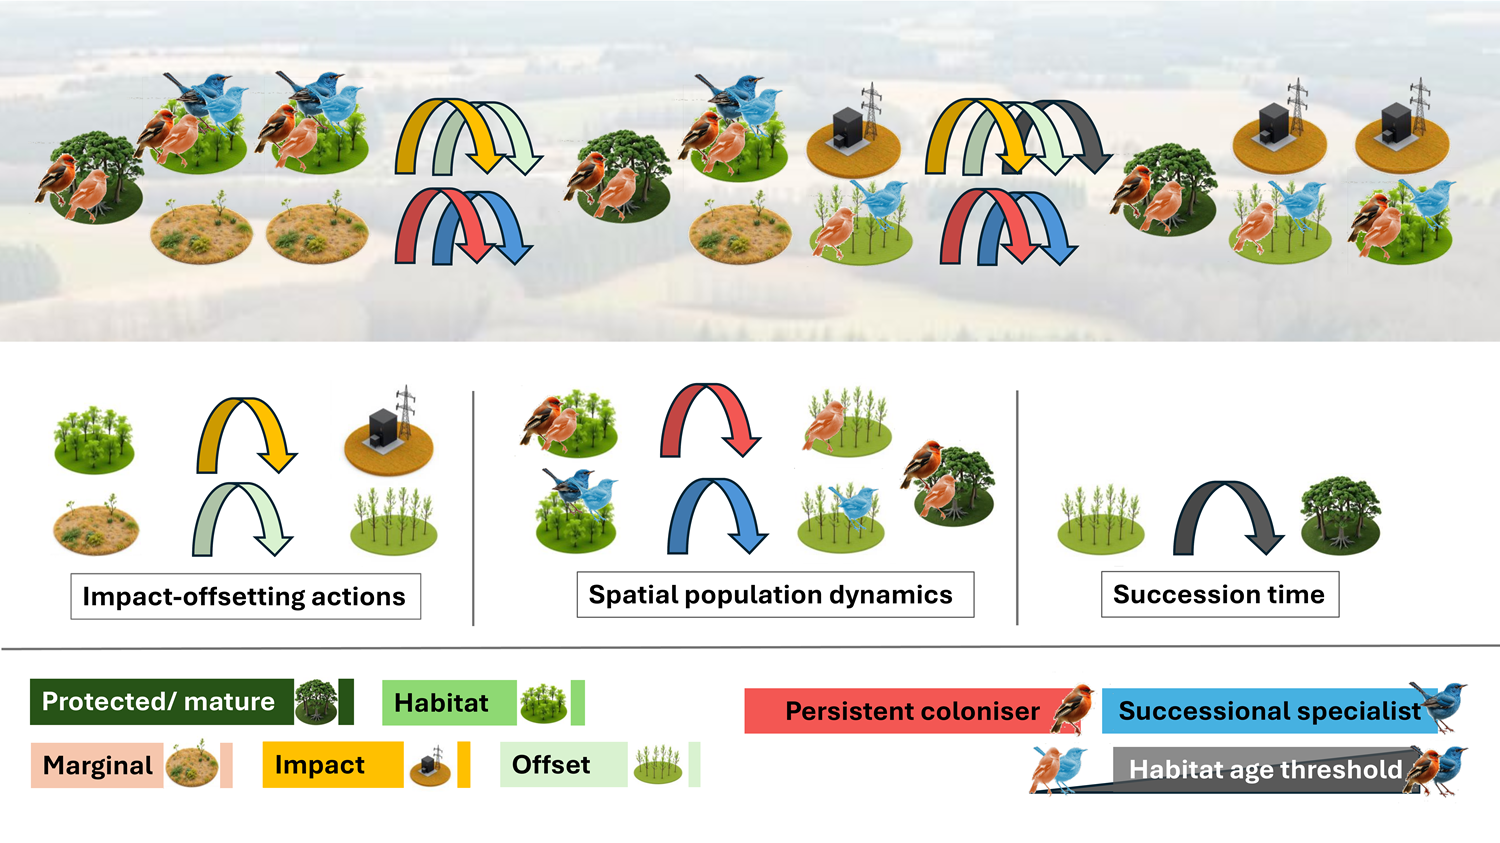 Impact-offsetting actions
Spatial population dynamics
Succession time
Protected/ mature
Habitat
Persistent coloniser
Successional specialist
Marginal
Impact
Offset
Habitat age threshold